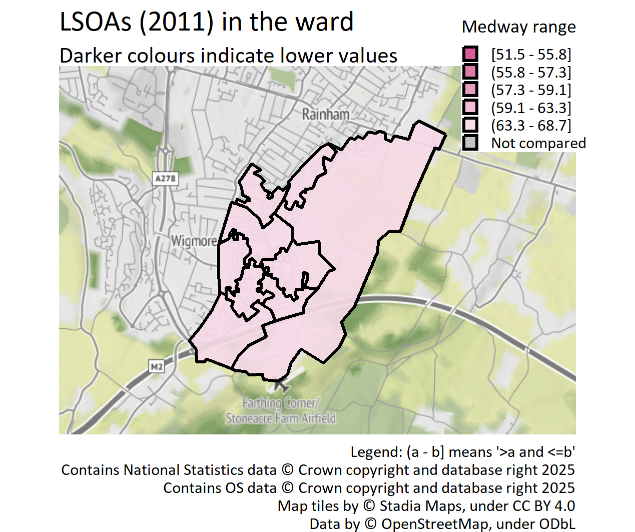 LSOAs (2011) in the ward
Darker colours indicate lower values
Medway range
[51.5 - 55.8]
(55.8 - 57.3]
(57.3 - 59.1]
(59.1 - 63.3]
(63.3 - 68.7]
Not compared
Rainham
A278
Wigmore
M2
Farthing Corner/
Stoneacre Farm Airfield
Legend: (a - b] means '>a and <=b'
Contains National Statistics data © Crown copyright and database right 2025
Contains OS data © Crown copyright and database right 2025
Map tiles by © Stadia Maps, under CC BY 4.0
Data by © OpenStreetMap, under ODbL